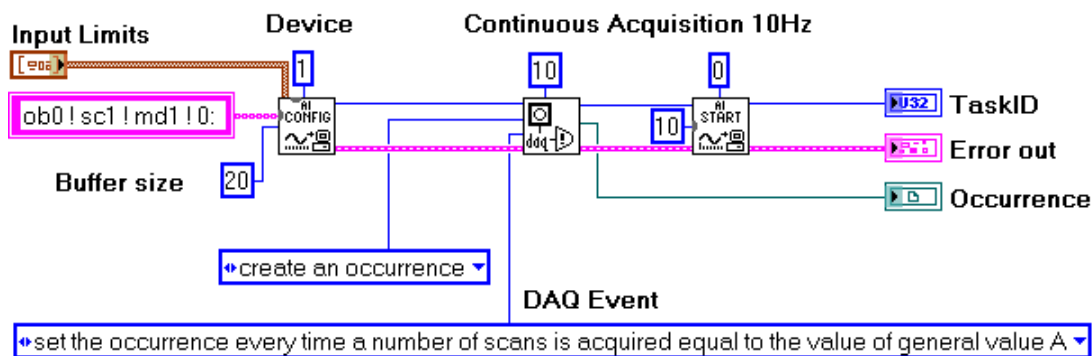 Device
Continuous Acquisition 10Hz
Input Limits
1
10
0
ob0!sc1!md1!0:
AI CONFIG
daq
AI START
10
U32
TaskID
Error out
Buffer size
20
Occurrence
create an occurrence
DAQ Event
set the occurrence every time a number of scans is acquired equal to the value of general value A